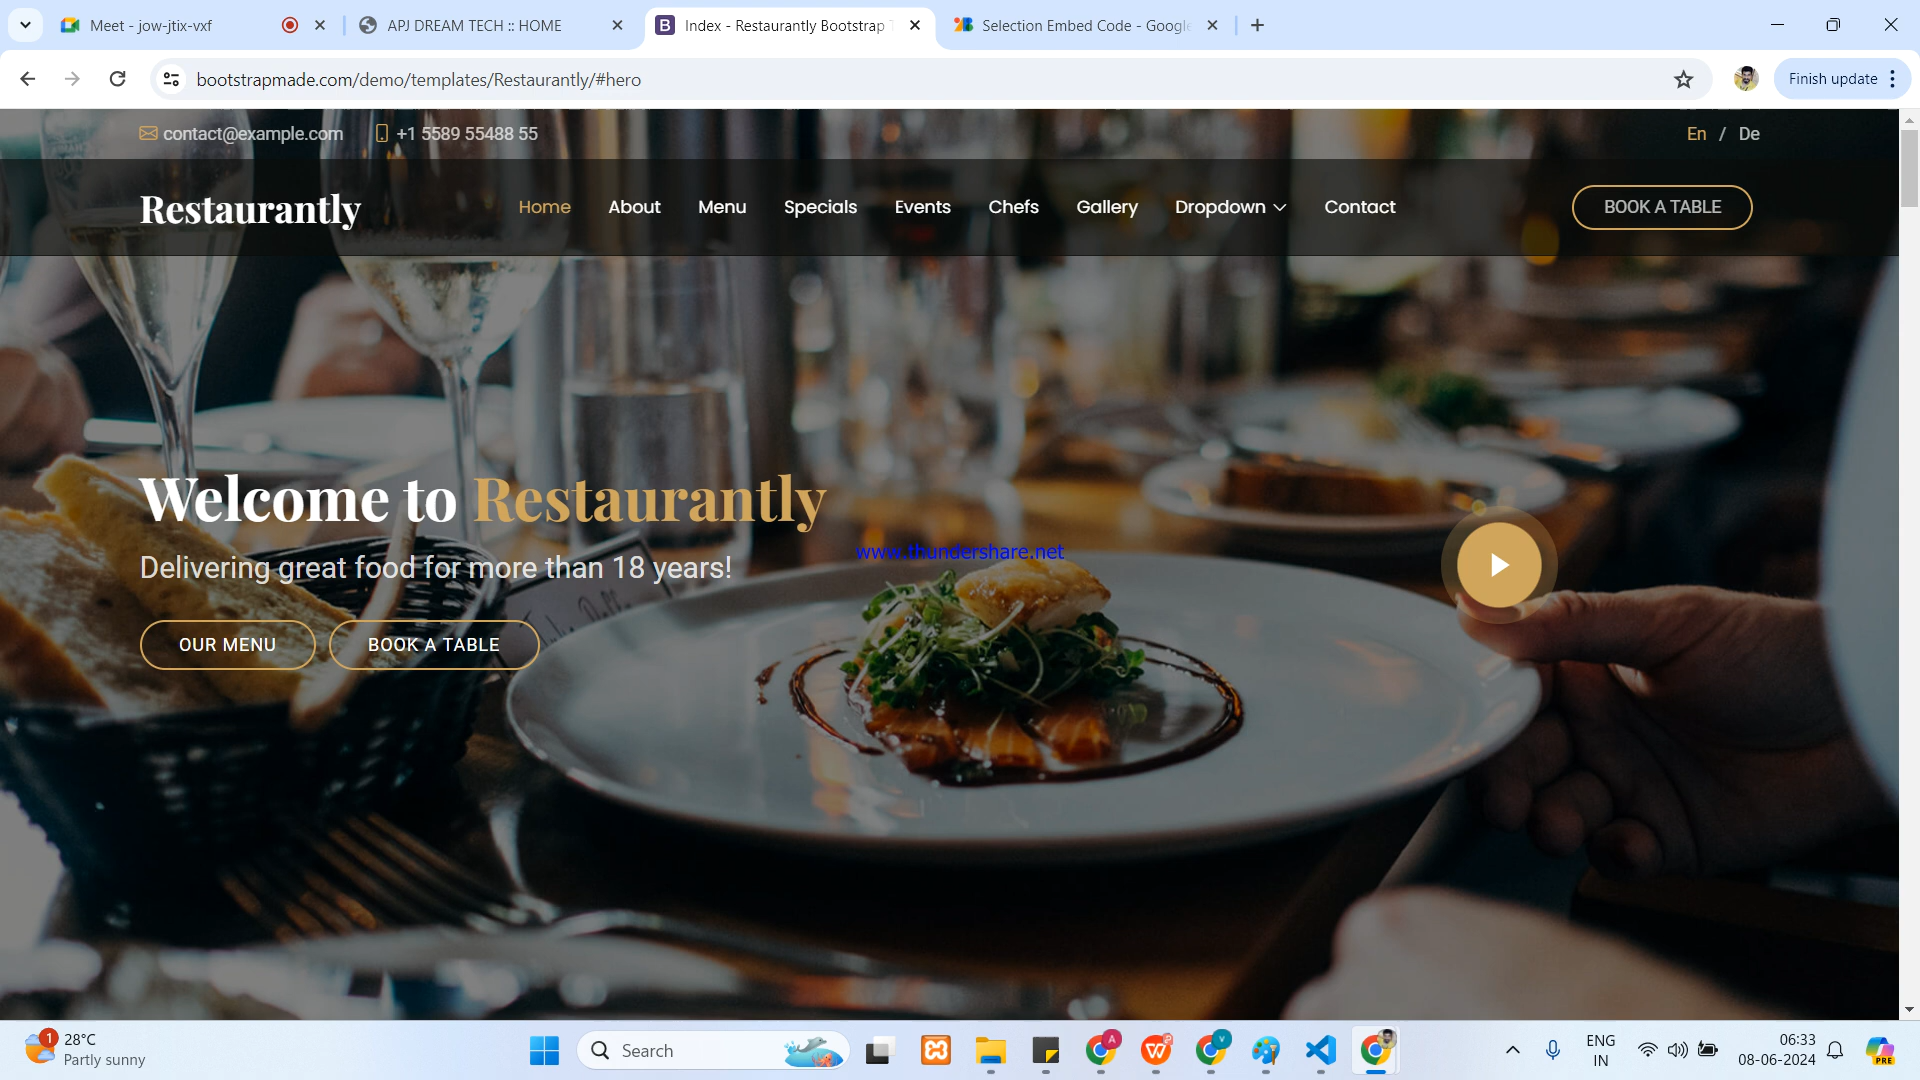 Meet - jow-jtix-vxf
APJ DREAM TECH :: HOME
Index - Restaurantly Bootstrap
Selection Embed Code - Google
bootstrapmade.com/demo/templates/Restaurantly/#hero
Finish update
contact@example.com +1 5589 55488 55
En / De
Restaurantly
Home About Menu Specials Events Chefs Gallery Dropdown Contact
BOOK A TABLE
Welcome to Restaurantly
www.thundershare.net
Delivering great food for more than 18 years!
OUR MENU BOOK A TABLE
1
28°C
Partly sunny
Search
A
V
ENG
IN
06:33
08-06-2024
PRE